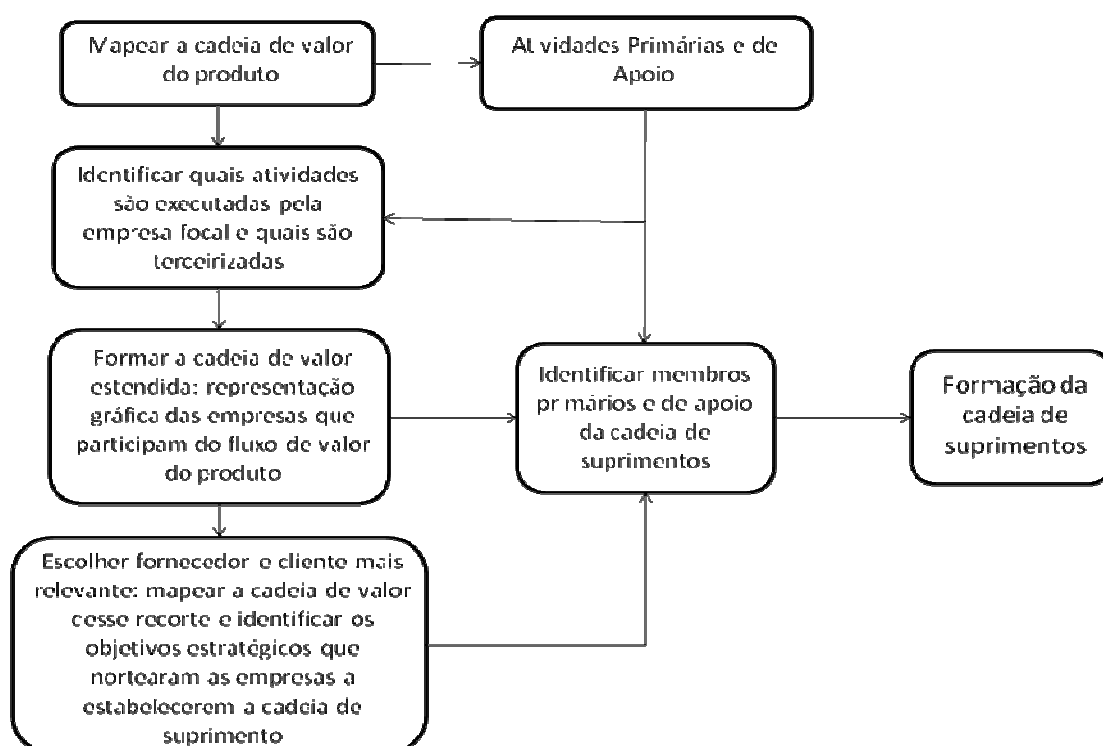 Mapear a cadeia de valor
do produto
Atividades Primárias e de
Apoio
Identificar quais atividades
são executadas pela
empresa focal e quais são
terceirizadas
Formar a cadeia de valor
estendida: representação
gráfica das empresas que
participam do fluxo de valor
do produto
Identificar membros
primários e de apoio
da cadeia de
suprimentos
Formação da
cadeia de
suprimentos
Escolher fornecedor e cliente mais
relevante: mapear a cadeia de valor
desse recorte e identificar os
objetivos estratégicos que
nortearam as empresas a
estabelecerem a cadeia de
suprimento